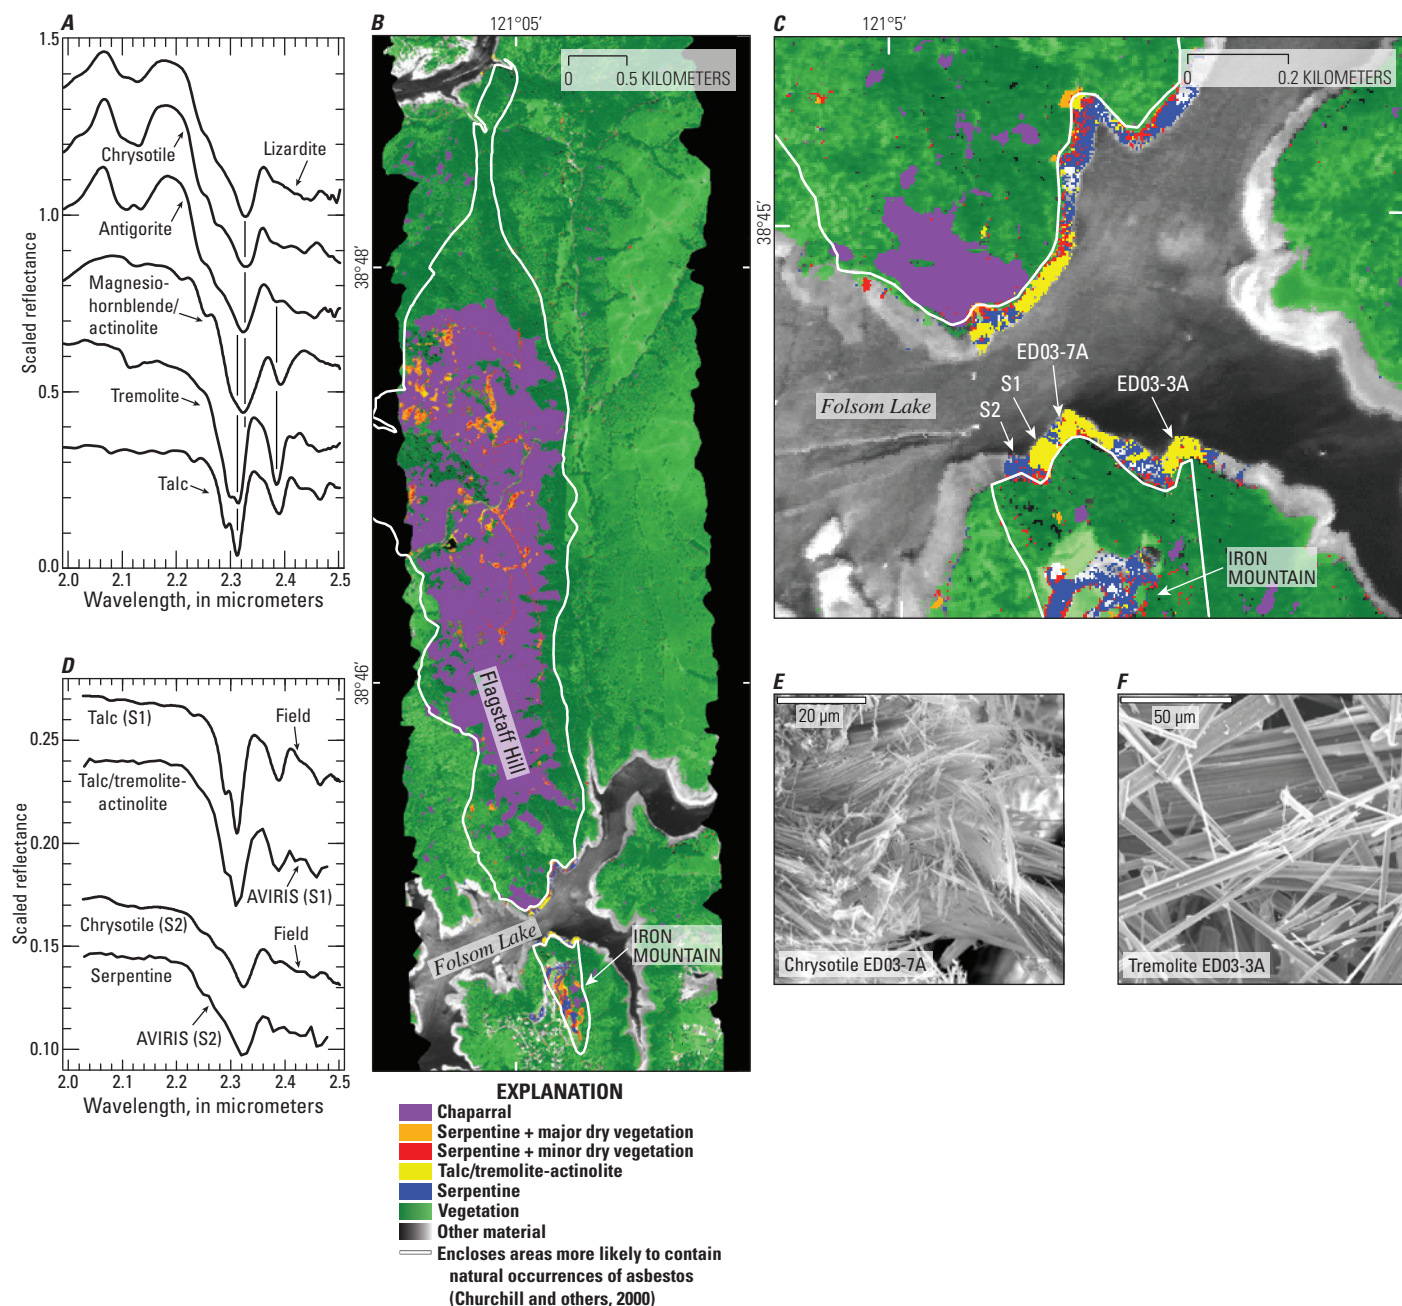 A
1.5
1.0
0.5
0.0
Scaled reflectance
Chrysotile
Lizardite
Antigorite
Magnesio-
hornblende/
actinolite
Tremolite
Talc
2.0 2.1 2.2 2.3 2.4 2.5
Wavelength, in micrometers
B
121°05′
0 0.5 KILOMETERS
38°48′
38°46′
Flagstaff Hill
Folsom Lake
IRON
MOUNTAIN
C
121°5′
0 0.2 KILOMETERS
38°45′
ED03-7A
S1
S2
ED03-3A
Folsom Lake
IRON
MOUNTAIN
D
0.25
0.20
0.15
0.10
Scaled reflectance
Talc (S1)
Field
Talc/tremolite-
actinolite
AVIRIS (S1)
Chrysotile (S2)
Field
Serpentine
AVIRIS (S2)
2.0 2.1 2.2 2.3 2.4 2.5
Wavelength, in micrometers
E
20 µm
Chrysotile ED03-7A
F
50 µm
Tremolite ED03-3A
EXPLANATION
Chaparral
Serpentine + major dry vegetation
Serpentine + minor dry vegetation
Talc/tremolite-actinolite
Serpentine
Vegetation
Other material
Encloses areas more likely to contain
natural occurrences of asbestos
(Churchill and others, 2000)